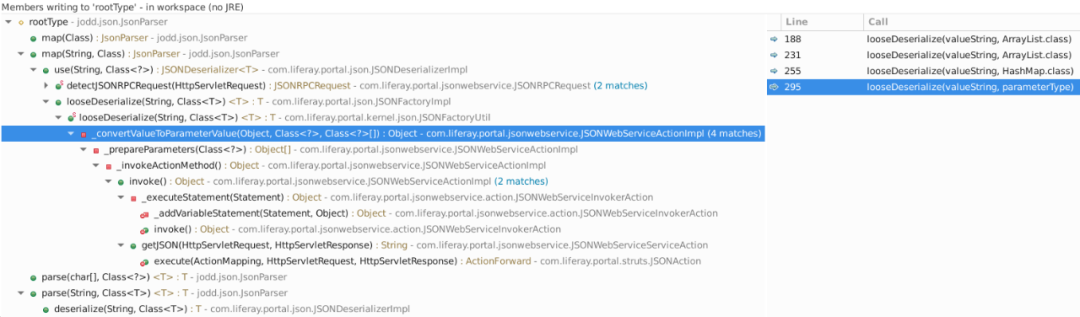 Members writing to 'rootType' - in workspace (no JRE)
rootType - jodd.json.JsonParser
map(Class) : JsonParser - jodd.json.JsonParser
map(String, Class) : JsonParser - jodd.json.JsonParser
use(String, Class<?>) : JSONDeserializer<T> - com.liferay.portal.json.JSONDeserializerImpl
detectJSONRPCRequest(HttpServletRequest) : JSONRPCRequest - com.liferay.portal.jsonwebservice.JSONRPCRequest (2 matches)
looseDeserialize(String, Class<T>) <T> : T - com.liferay.portal.json.JSONFactoryImpl
looseDeserialize(String, Class<T>) <T> : T - com.liferay.portal.kernel.json.JSONFactoryUtil
_convertValueToParameterValue(Object, Class<?>, Class<?>[]) : Object - com.liferay.portal.jsonwebservice.JSONWebServiceActionImpl (4 matches)
_prepareParameters(Class<?>) : Object[] - com.liferay.portal.jsonwebservice.JSONWebServiceActionImpl
_invokeActionMethod() : Object - com.liferay.portal.jsonwebservice.JSONWebServiceActionImpl
invoke() : Object - com.liferay.portal.jsonwebservice.JSONWebServiceActionImpl (2 matches)
_executeStatement(Statement) : Object - com.liferay.portal.jsonwebservice.action.JSONWebServiceInvokerAction
_addVariableStatement(Statement, Object) : Object - com.liferay.portal.jsonwebservice.action.JSONWebServiceInvokerAction
invoke() : Object - com.liferay.portal.jsonwebservice.action.JSONWebServiceInvokerAction
getJSON(HttpServletRequest, HttpServletResponse) : String - com.liferay.portal.jsonwebservice.JSONWebServiceServiceAction
execute(ActionMapping, HttpServletRequest, HttpServletResponse) : ActionForward - com.liferay.portal.struts.JSONAction
parse(char[], Class<?>) <T> : T - jodd.json.JsonParser
parse(String, Class<T>) <T> : T - jodd.json.JsonParser
deserialize(String, Class<T>) : T - com.liferay.portal.json.JSONDeserializerImpl
Line Call
188 looseDeserialize(valueString, ArrayList.class)
231 looseDeserialize(valueString, ArrayList.class)
255 looseDeserialize(valueString, HashMap.class)
295 looseDeserialize(valueString, parameterType)